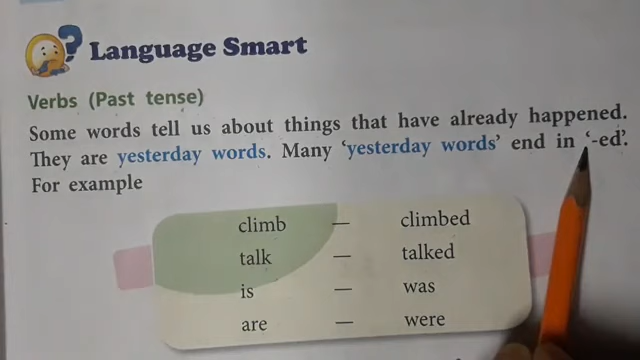 Language Smart
Verbs (Past tense)
Some words tell us about things that have already happened.
They are yesterday words. Many ‘yesterday words’ end in ‘-ed’.
For example
climb — climbed
talk — talked
is — was
are — were